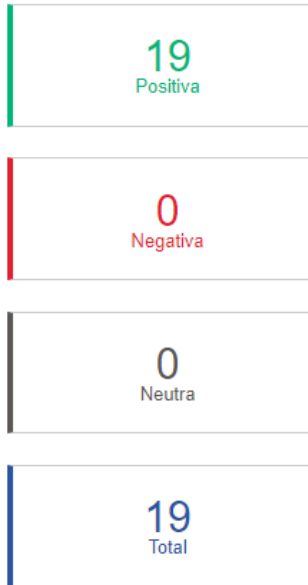 19
Positiva
0
Negativa
0
Neutra
19
Total